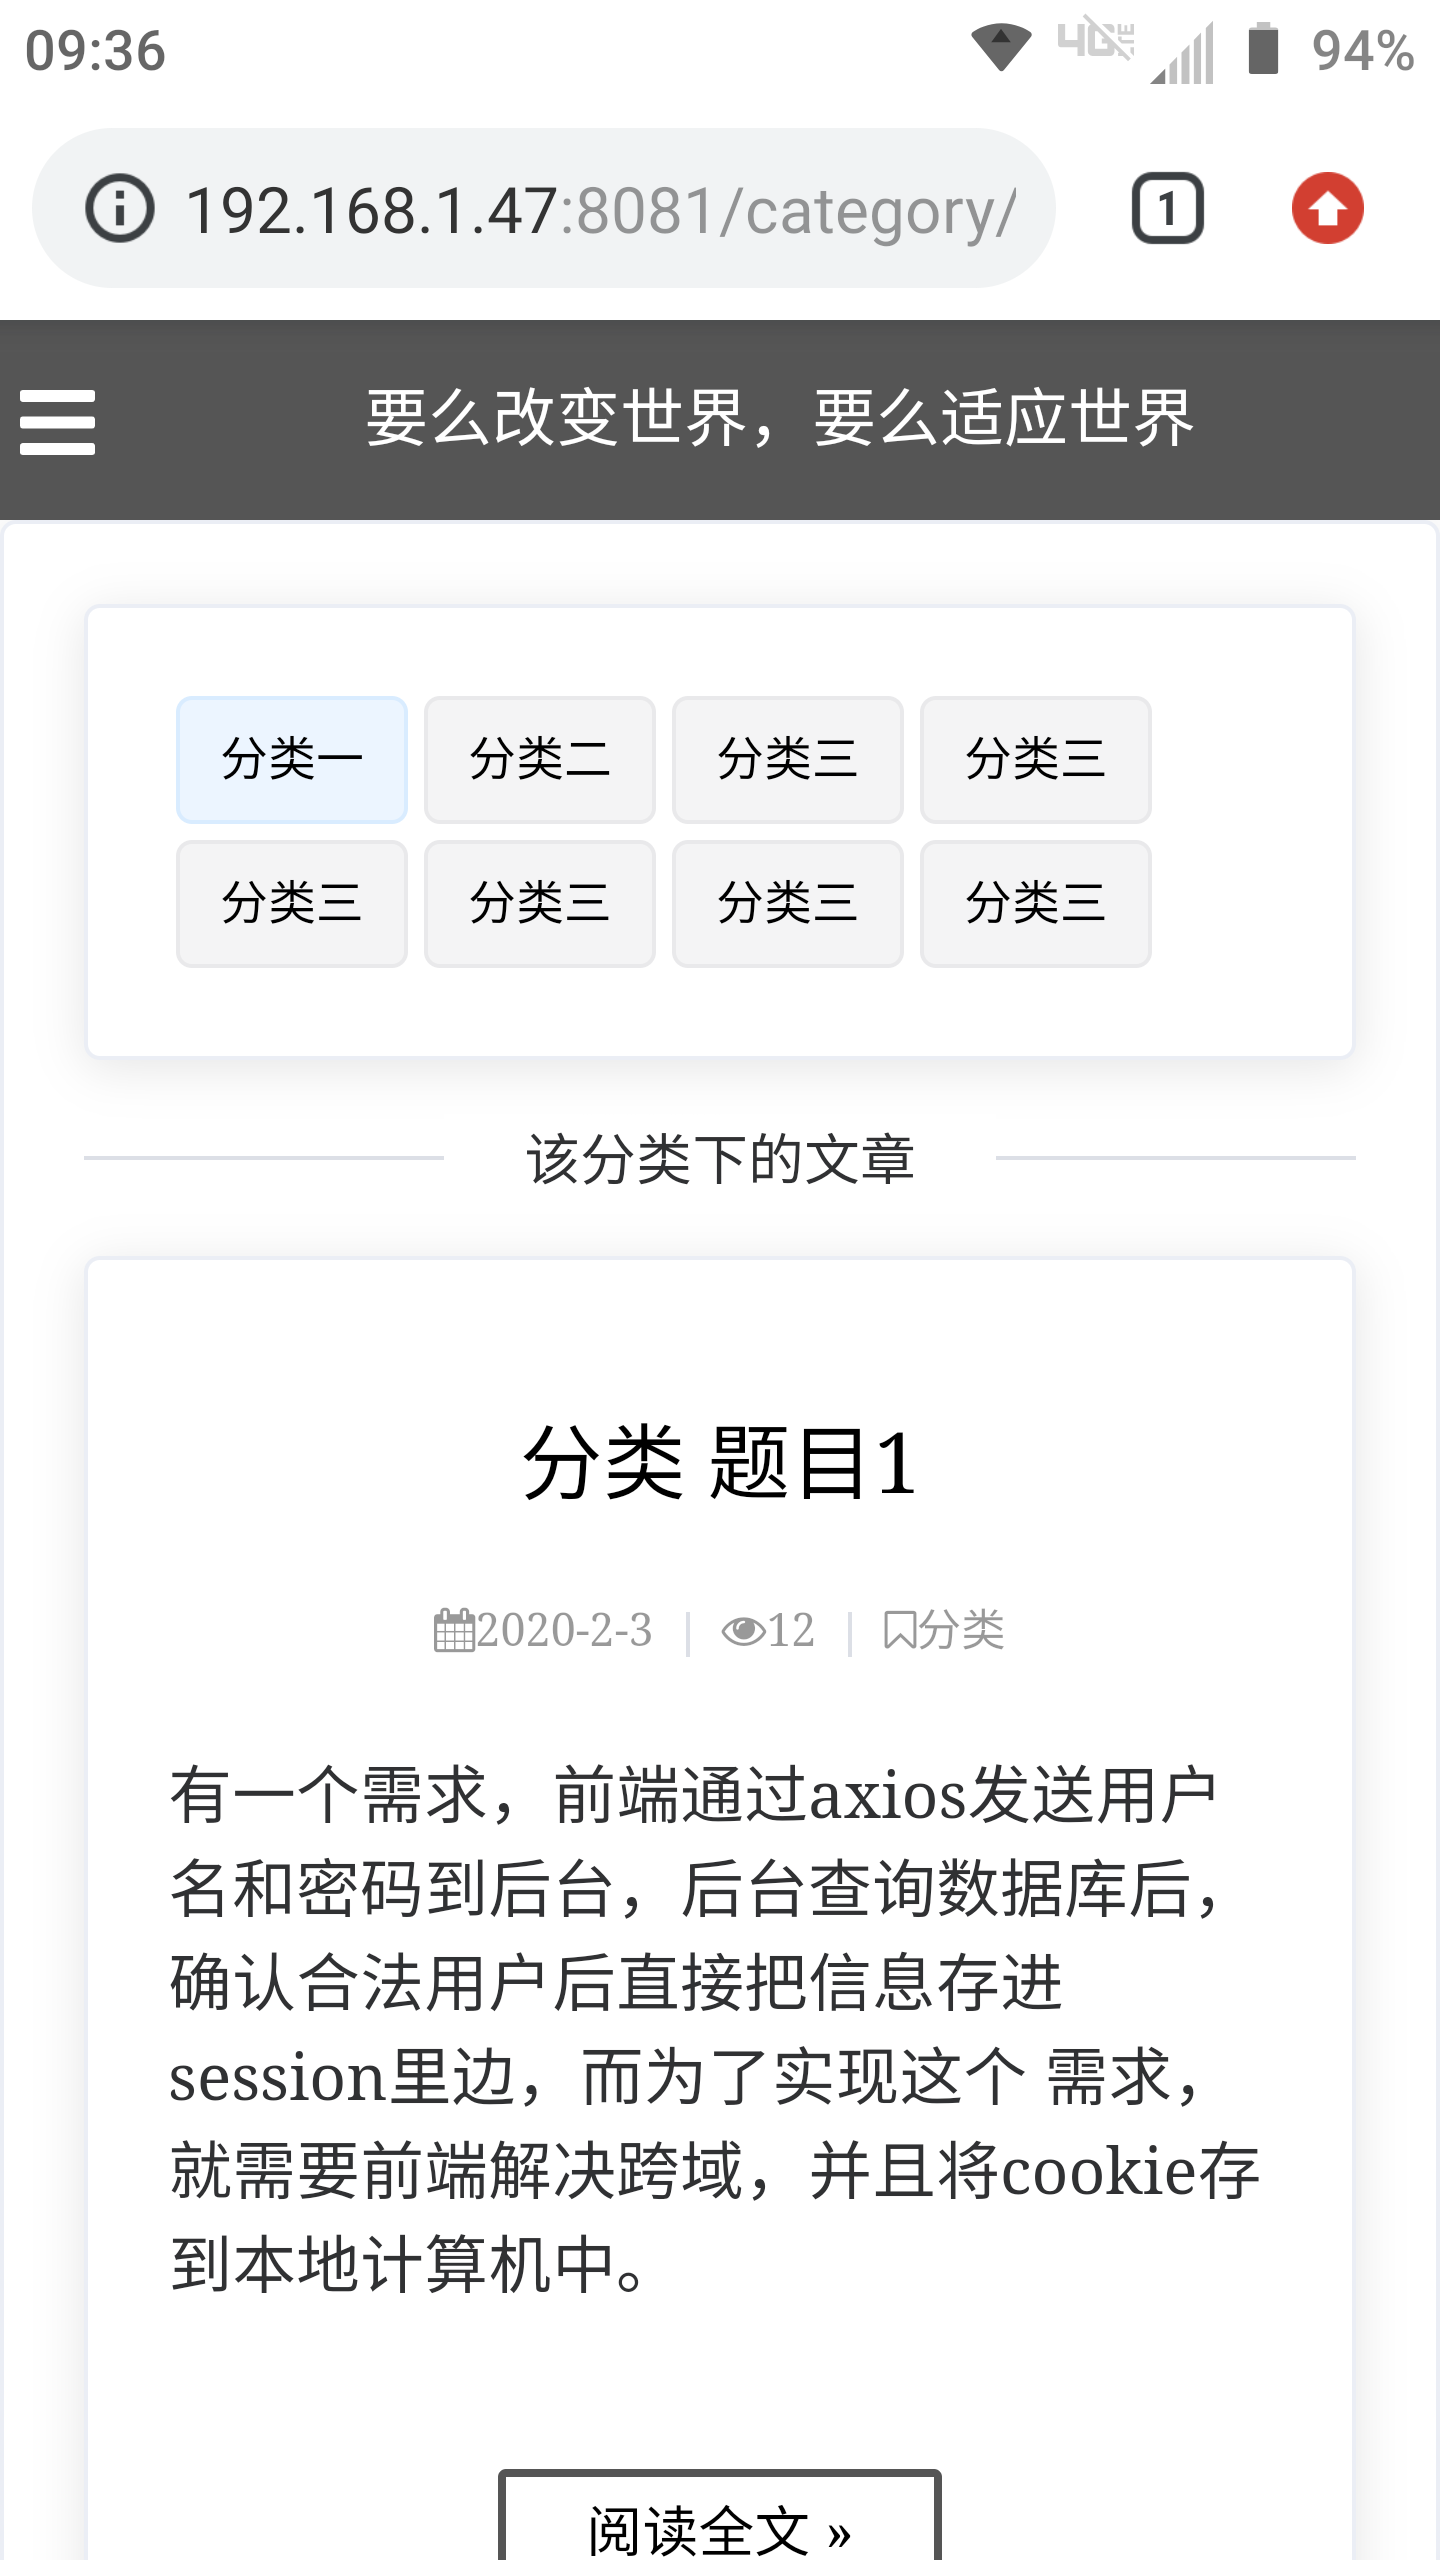 09:36 4G LTE 94%
192.168.1.47:8081/category/ 1
要么改变世界，要么适应世界
分类一 分类二 分类三 分类三
分类三 分类三 分类三 分类三
该分类下的文章
分类 题目1
2020-2-3 | 12 | 分类
有一个需求，前端通过axios发送用户
名和密码到后台，后台查询数据库后，
确认合法用户后直接把信息存进
session里边，而为了实现这个 需求，
就需要前端解决跨域，并且将cookie存
到本地计算机中。
阅读全文 »